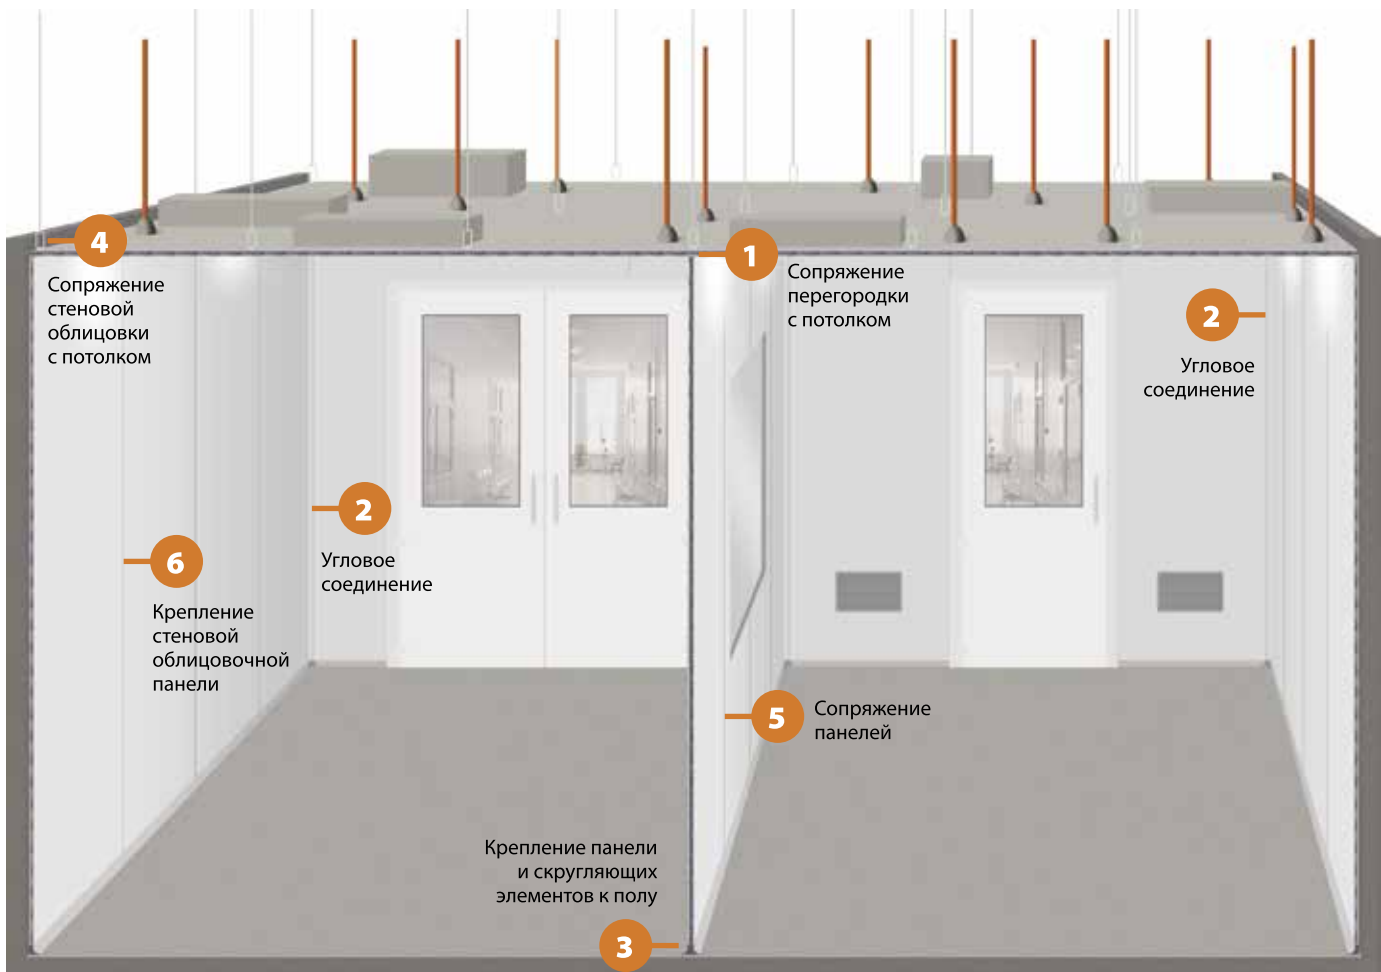 4
Сопряжение
стеновой
облицовки
с потолком
1
Сопряжение
перегородки
с потолком
2
Угловое
соединение
2
Угловое
соединение
6
Крепление
стеновой
облицовочной
панели
5
Сопряжение
панелей
Крепление панели
и скругляющих
элементов к полу
3